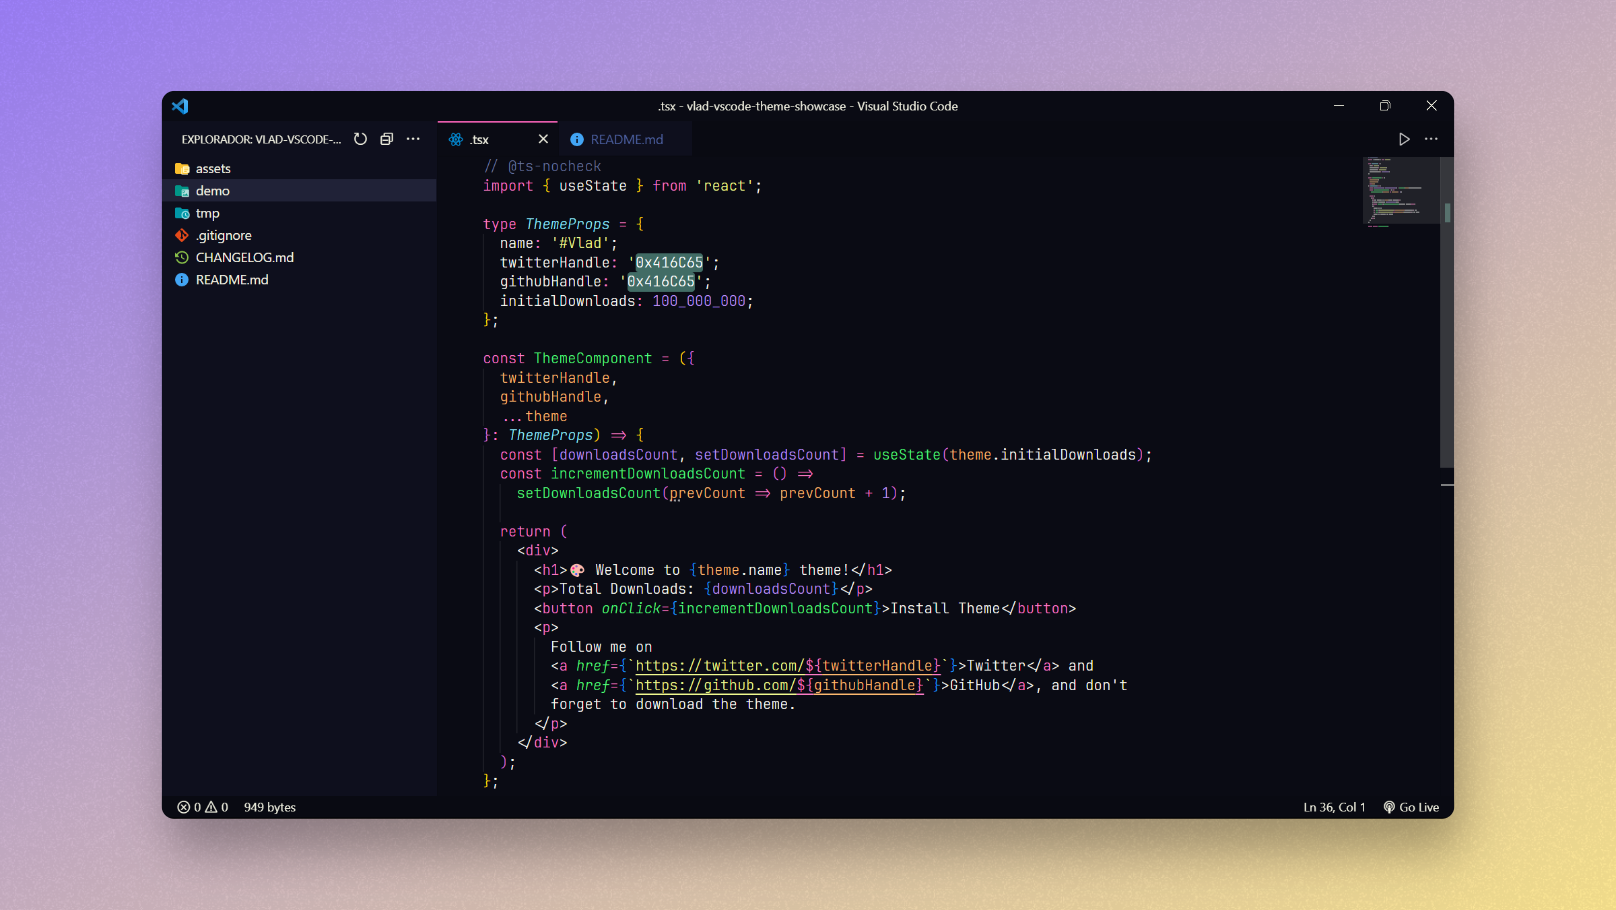 .tsx - vlad-vscode-theme-showcase - Visual Studio Code
EXPLORADOR: VLAD-VSCODE-...
assets
demo
tmp
.gitignore
CHANGELOG.md
README.md
.tsx
README.md
// @ts-nocheck
import { useState } from 'react';
type ThemeProps = {
name: '#Vlad';
twitterHandle: '0x416C65';
githubHandle: '0x416C65';
initialDownloads: 100_000_000;
};
const ThemeComponent = ({
twitterHandle,
githubHandle,
...theme
}: ThemeProps) => {
const [downloadsCount, setDownloadsCount] = useState(theme.initialDownloads);
const incrementDownloadsCount = () =>
setDownloadsCount(prevCount => prevCount + 1);
return (
<div>
<h1>🎨 Welcome to {theme.name} theme!</h1>
<p>Total Downloads: {downloadsCount}</p>
<button onClick={incrementDownloadsCount}>Install Theme</button>
<p>
Follow me on
<a href={`https://twitter.com/${twitterHandle}`}>Twitter</a> and
<a href={`https://github.com/${githubHandle}`}>GitHub</a>, and don't
forget to download the theme.
</p>
</div>
);
};
0 0 949 bytes
Ln 36, Col 1 Go Live